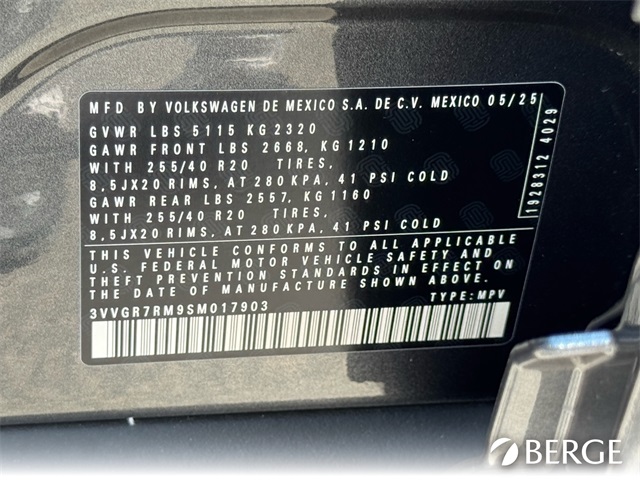 MFD BY VOLKSWAGEN DE MEXICO S.A. DE C.V. MEXICO 05/25
GVWR LBS 5115 KG 2320
GAWR FRONT LBS 2668, KG 1210
WITH 255/40 R20 TIRES,
8,5JX20 RIMS, AT 280 KPA, 41 PSI COLD
GAWR REAR LBS 2557, KG 1160
WITH 255/40 R20 TIRES,
8,5JX20 RIMS, AT 280 KPA, 41 PSI COLD
THIS VEHICLE CONFORMS TO ALL APPLICABLE
U.S. FEDERAL MOTOR VEHICLE SAFETY AND
THEFT PREVENTION STANDARDS IN EFFECT ON
THE DATE OF MANUFACTURE SHOWN ABOVE.
3VVGR7RM9SM017903 TYPE: MPV
1928312 4029
BERGE